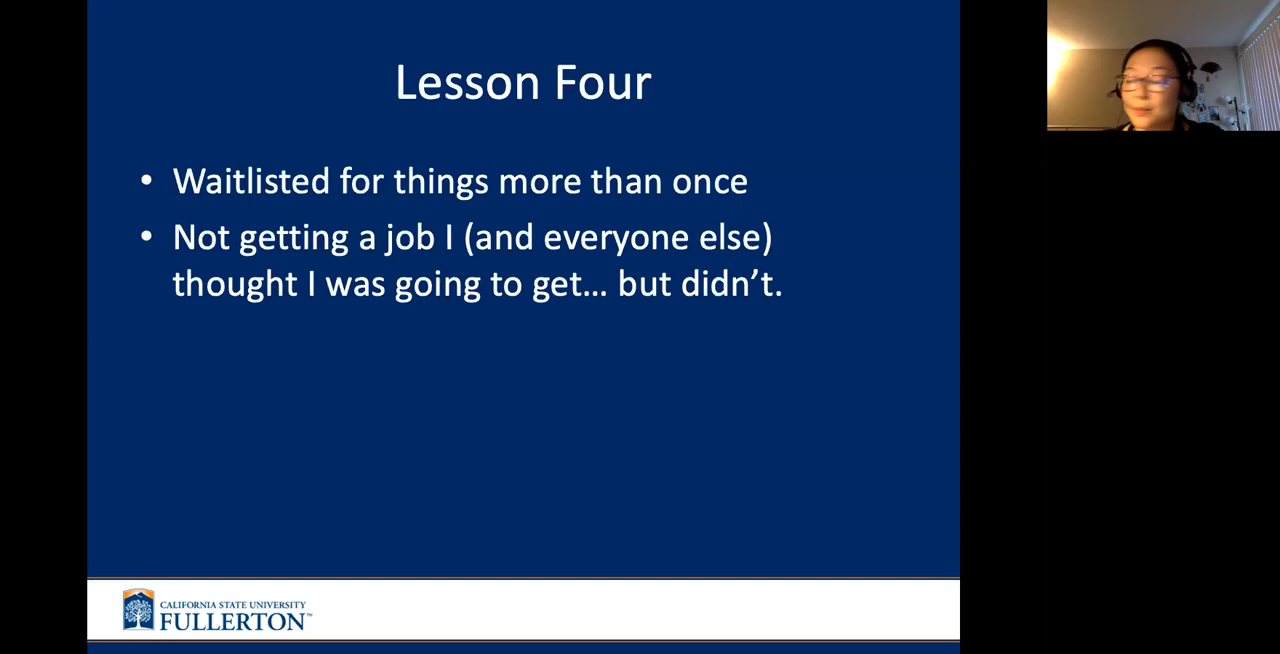 Lesson Four
• Waitlisted for things more than once
• Not getting a job I (and everyone else)
thought I was going to get… but didn’t.
CALIFORNIA STATE UNIVERSITY
FULLERTON™